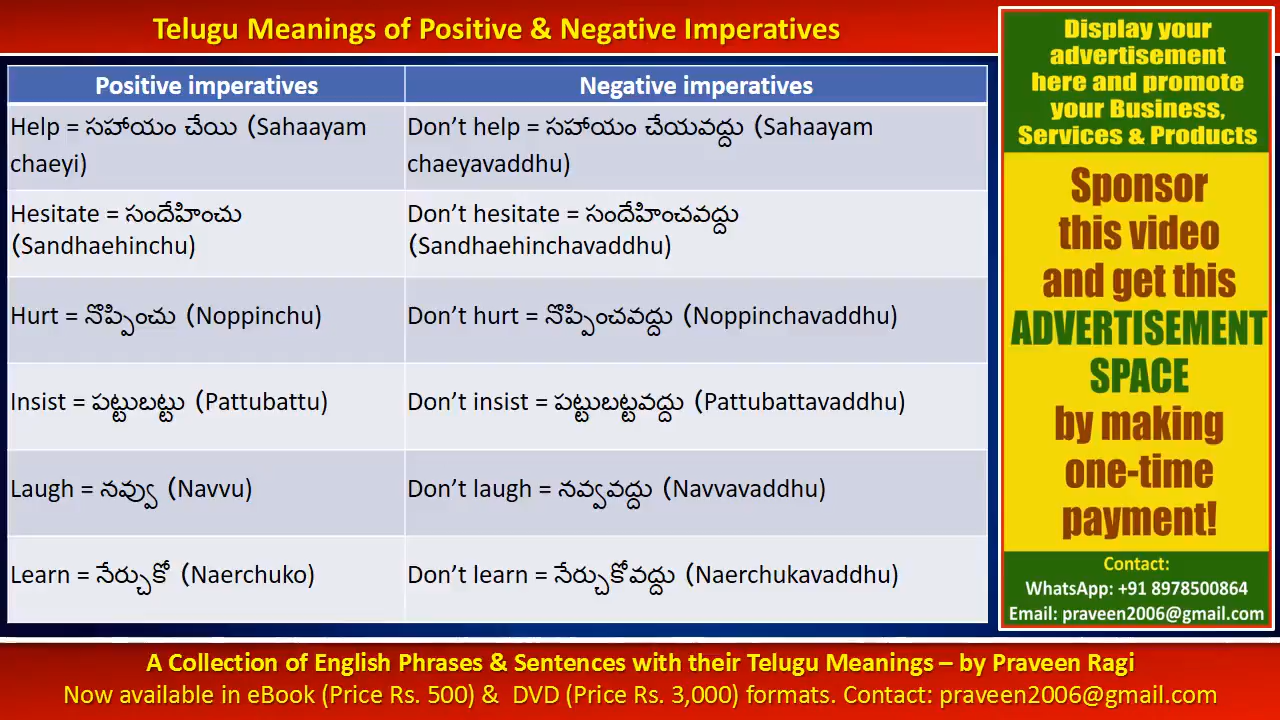 Telugu Meanings of Positive & Negative Imperatives
Positive imperatives
Negative imperatives
Help = సహాయం చేయి (Sahaayam
chaeyi)
Don’t help = సహాయం చేయవద్దు (Sahaayam
chaeyavaddhu)
Hesitate = సందేహించు
(Sandhaehinchu)
Don’t hesitate = సందేహించవద్దు
(Sandhaehinchavaddhu)
Hurt = నొప్పించు (Noppinchu)
Don’t hurt = నొప్పించవద్దు (Noppinchavaddhu)
Insist = పట్టుబట్టు (Pattubattu)
Don’t insist = పట్టుబట్టవద్దు (Pattubattavaddhu)
Laugh = నవ్వు (Navvu)
Don’t laugh = నవ్వవద్దు (Navvavaddhu)
Learn = నేర్చుకో (Naerchuko)
Don’t learn = నేర్చుకోవద్దు (Naerchukavaddhu)
Display your
advertisement
here and promote
your Business,
Services & Products
Sponsor
this video
and get this
ADVERTISEMENT
SPACE
by making
one-time
payment!
Contact:
WhatsApp: +91 8978500864
Email: praveen2006@gmail.com
A Collection of English Phrases & Sentences with their Telugu Meanings – by Praveen Ragi
Now available in eBook (Price Rs. 500) & DVD (Price Rs. 3,000) formats. Contact: praveen2006@gmail.com